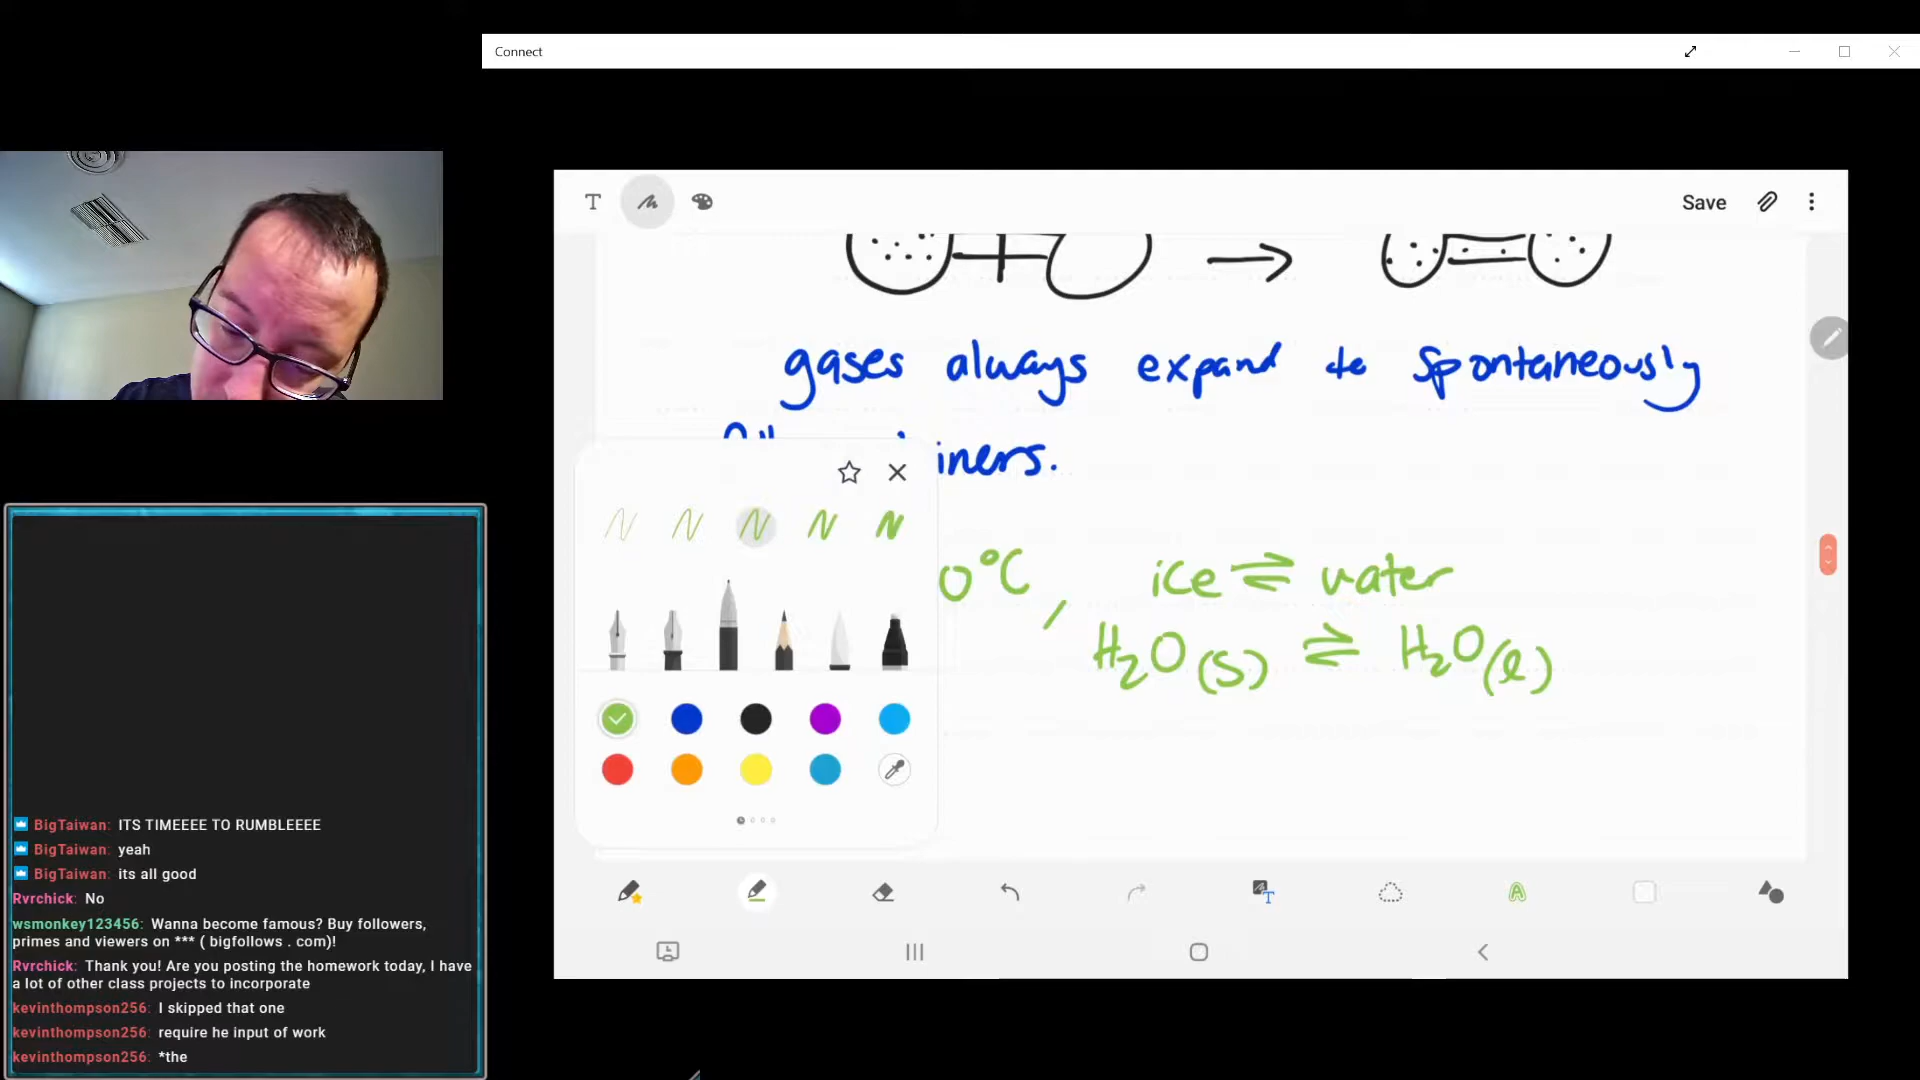 Connect
T
Save
gases always expand to spontaneously
iners.
0°C, ice ⇌ water
H₂O(s) ⇌ H₂O(l)
BigTaiwan: ITS TIMEEEE TO RUMBLEEEE
BigTaiwan: yeah
BigTaiwan: its all good
Rvrchick: No
wsmonkey123456: Wanna become famous? Buy followers,
primes and viewers on *** ( bigfollows . com)!
Rvrchick: Thank you! Are you posting the homework today, I have
a lot of other class projects to incorporate
kevinthompson256: I skipped that one
kevinthompson256: require he input of work
kevinthompson256: *the